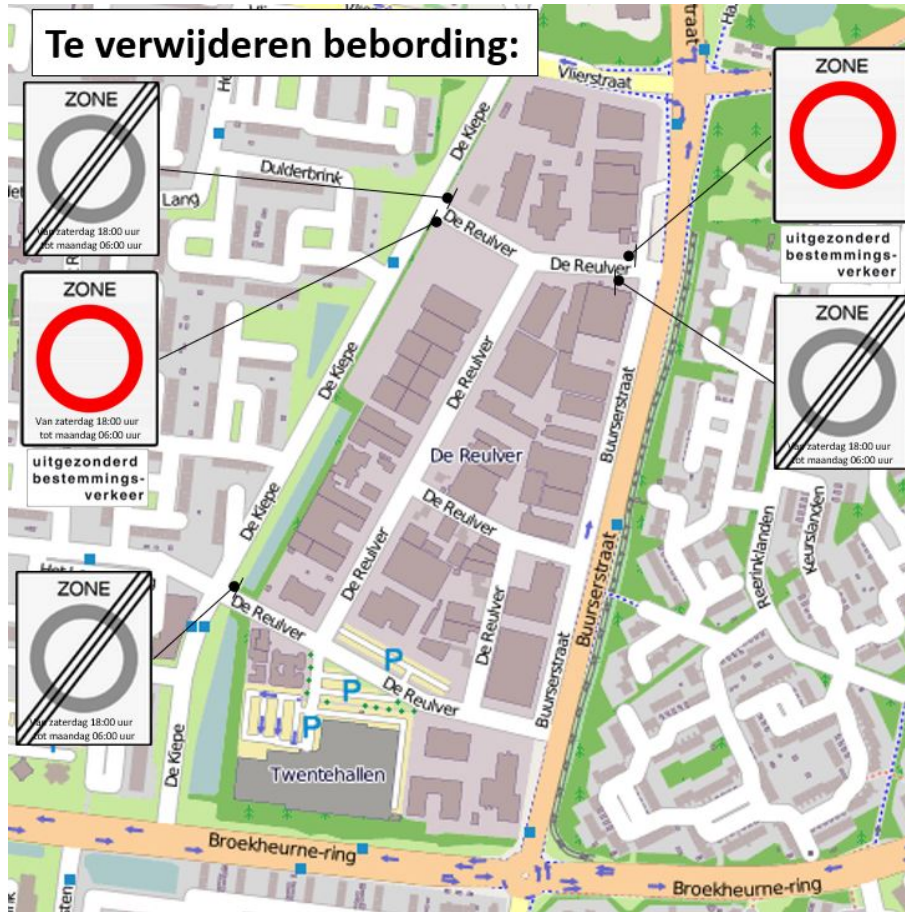 Te verwijderen bebording:
Vlierstraat
ZONE
Van zaterdag 18:00 uur
tot maandag 06:00 uur
ZONE
uitgezonderd
bestemmings-
verkeer
De Kiepe
Dulderbrink
Lang
De Reulver
De Reulver
ZONE
Van zaterdag 18:00 uur
tot maandag 06:00 uur
uitgezonderd
bestemmings-
verkeer
ZONE
Van zaterdag 18:00 uur
tot maandag 06:00 uur
De Kiepe
De Reulver
Buurserstraat
De Reulver
De Kiepe
De Reulver
De Reulver
Reerinklanden
Keurslanden
ZONE
Van zaterdag 18:00 uur
tot maandag 06:00 uur
De Reulver
De Reulver
Buurserstraat
Buurserstraat
P
P
P
De Reulver
De Kiepe
Twentehallen
Broekheurne-ring
Broekheurne-ring